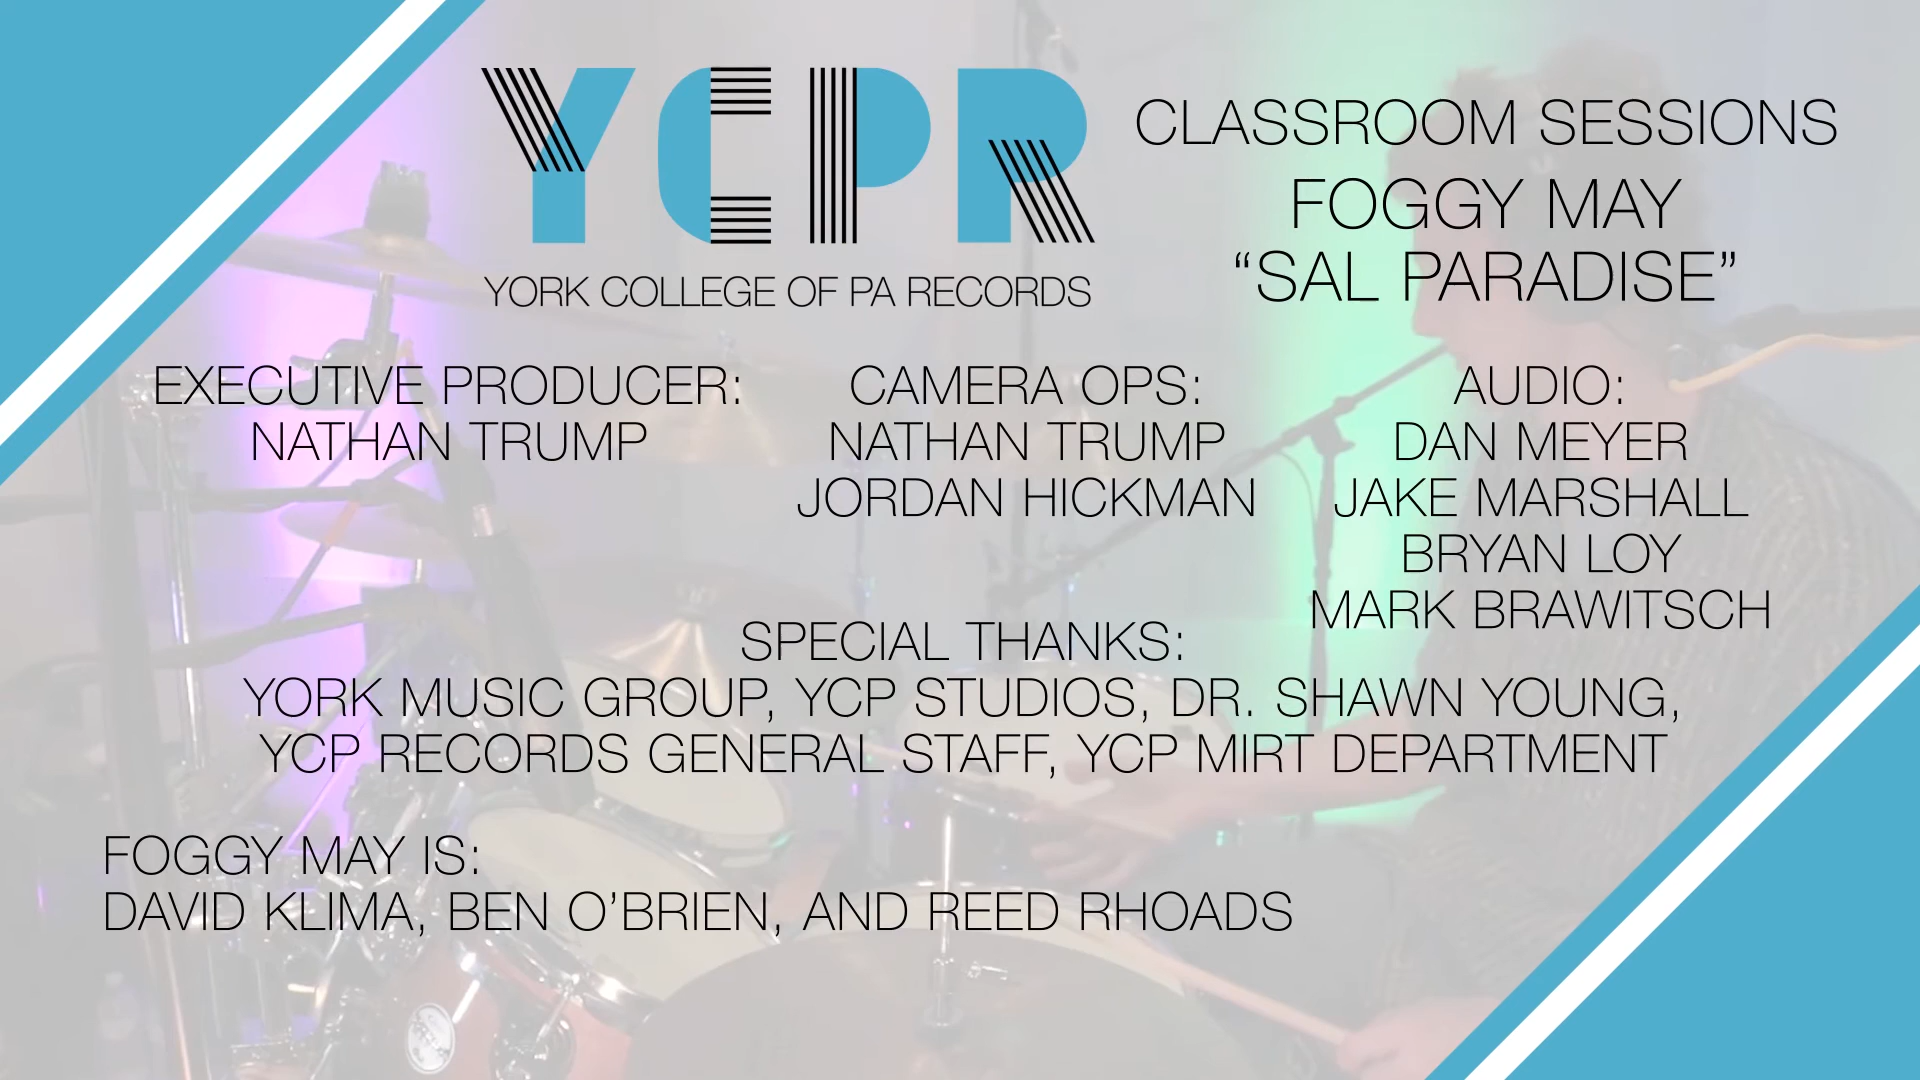 YCPR
YORK COLLEGE OF PA RECORDS
CLASSROOM SESSIONS
FOGGY MAY
“SAL PARADISE”
EXECUTIVE PRODUCER:
NATHAN TRUMP
CAMERA OPS:
NATHAN TRUMP
JORDAN HICKMAN
AUDIO:
DAN MEYER
JAKE MARSHALL
BRYAN LOY
MARK BRAWITSCH
SPECIAL THANKS:
YORK MUSIC GROUP, YCP STUDIOS, DR. SHAWN YOUNG,
YCP RECORDS GENERAL STAFF, YCP MIRT DEPARTMENT
FOGGY MAY IS:
DAVID KLIMA, BEN O’BRIEN, AND REED RHOADS